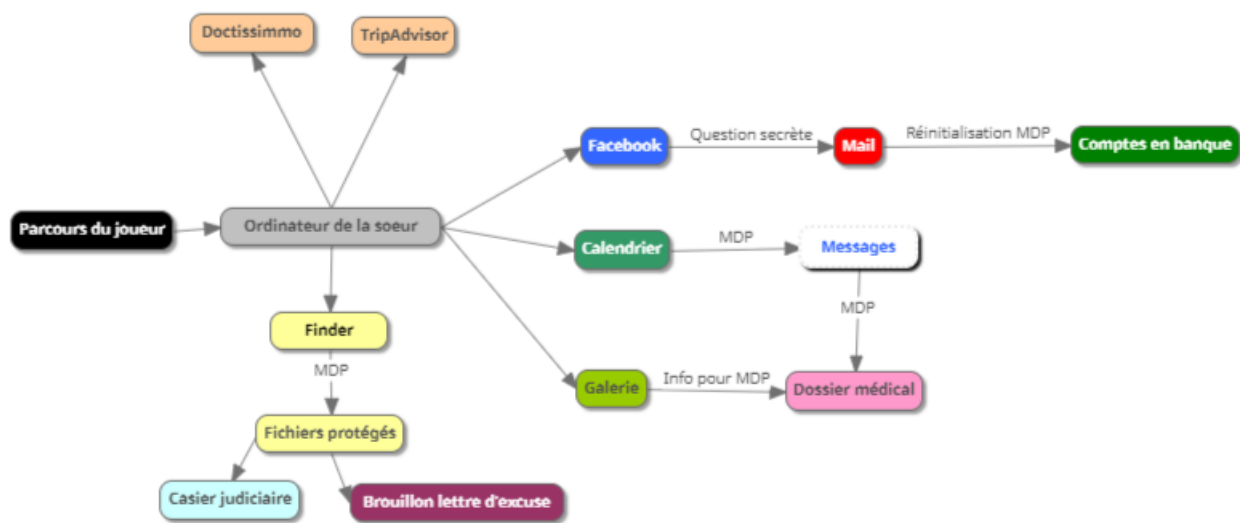 Doctissimmo
TripAdvisor
Facebook
Question secrète
Mail
Réinitialisation MDP
Comptes en banque
Parcours du joueur
Ordinateur de la soeur
Calendrier
MDP
Messages
MDP
Finder
MDP
Galerie
Info pour MDP
Dossier médical
Fichiers protégés
Casier judiciaire
Brouillon lettre d'excuse